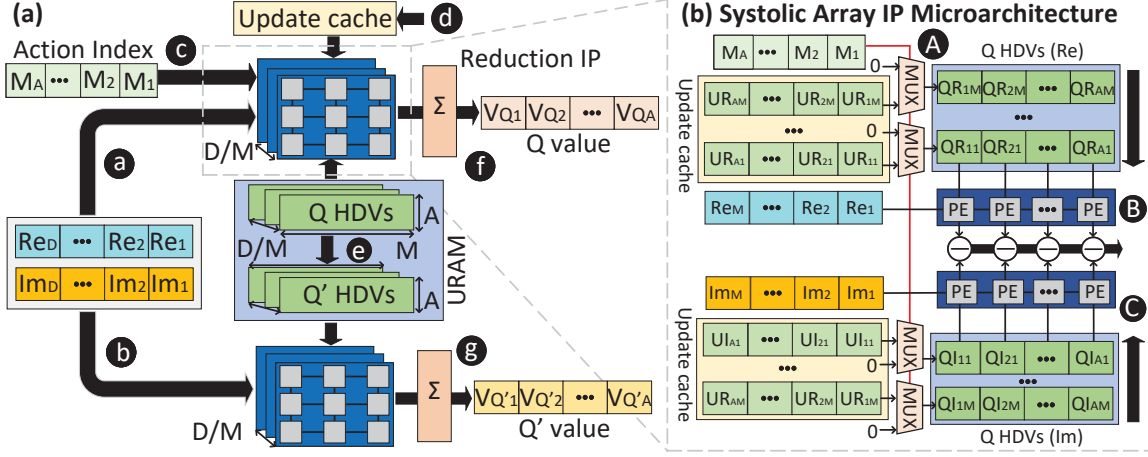 (a)
Update cache
d
Action Index
c
MA ••• M2 M1
Reduction IP
Σ
VQ1 VQ2 ••• VQA
Q value
f
D/M
a
Q HDVs
A
D/M
e
M
URAM
Q' HDVs
A
ReD ••• Re2 Re1
ImD ••• Im2 Im1
b
g
Σ
VQ'1 VQ'2 ••• VQ'A
Q' value
D/M
(b) Systolic Array IP Microarchitecture
MA ••• M2 M1
A
Q HDVs (Re)
0
MUX
Update cache
URAM ••• UR2M UR1M
QR1M QR2M ••• QRAM
•••
0
•••
MUX
URA1 ••• UR21 UR11
QR11 QR21 ••• QRA1
ReM ••• Re2 Re1
PE PE ••• PE
B
− − − −
ImM ••• Im2 Im1
PE PE ••• PE
C
Update cache
UIA1 ••• UI21 UI11
MUX
0
QI11 QI21 ••• QIA1
•••
•••
URAM ••• UR2M UR1M
MUX
QI1M QI2M ••• QIAM
0
Q HDVs (Im)